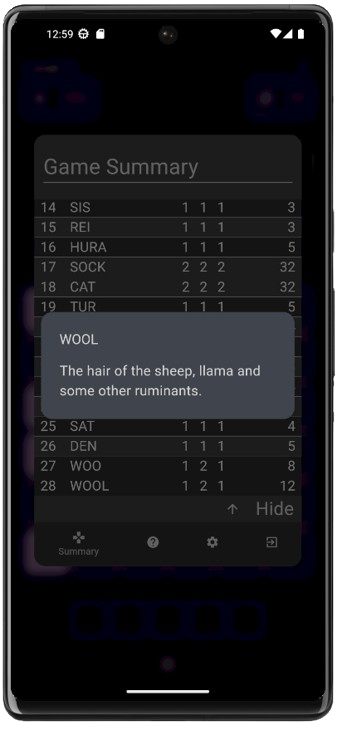 12:59
Game Summary
14 SIS 1 1 1 3
15 REI 1 1 1 3
16 HURA 1 1 1 5
17 SOCK 2 2 2 32
18 CAT 2 2 2 32
19 TUR 1 1 1 5
WOOL
The hair of the sheep, llama and
some other ruminants.
25 SAT 1 1 1 4
26 DEN 1 1 1 5
27 WOO 1 2 1 8
28 WOOL 1 2 1 12
↑ Hide
Summary